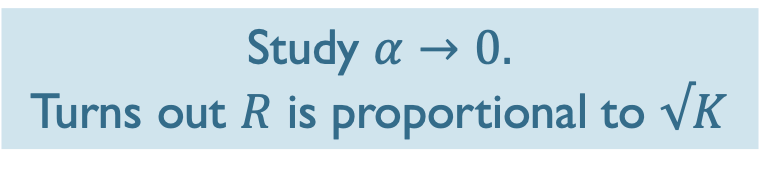 Study α → 0.
Turns out R is proportional to √K